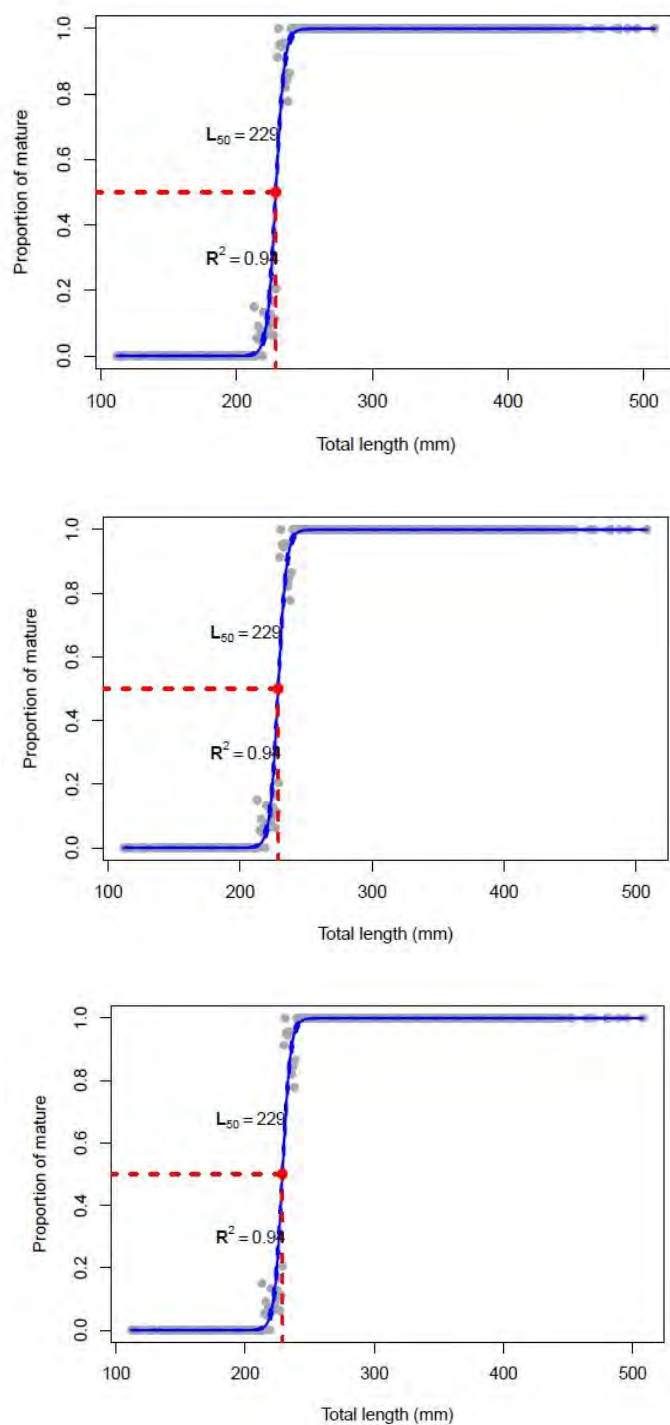 1.0
0.8
0.6
0.4
0.2
0.0
Proportion of mature
L50 = 229
R2 = 0.94
100 200 300 400 500
Total length (mm)
1.0
0.8
0.6
0.4
0.2
0.0
Proportion of mature
L50 = 229
R2 = 0.94
100 200 300 400 500
Total length (mm)
1.0
0.8
0.6
0.4
0.2
0.0
Proportion of mature
L50 = 229
R2 = 0.94
100 200 300 400 500
Total length (mm)